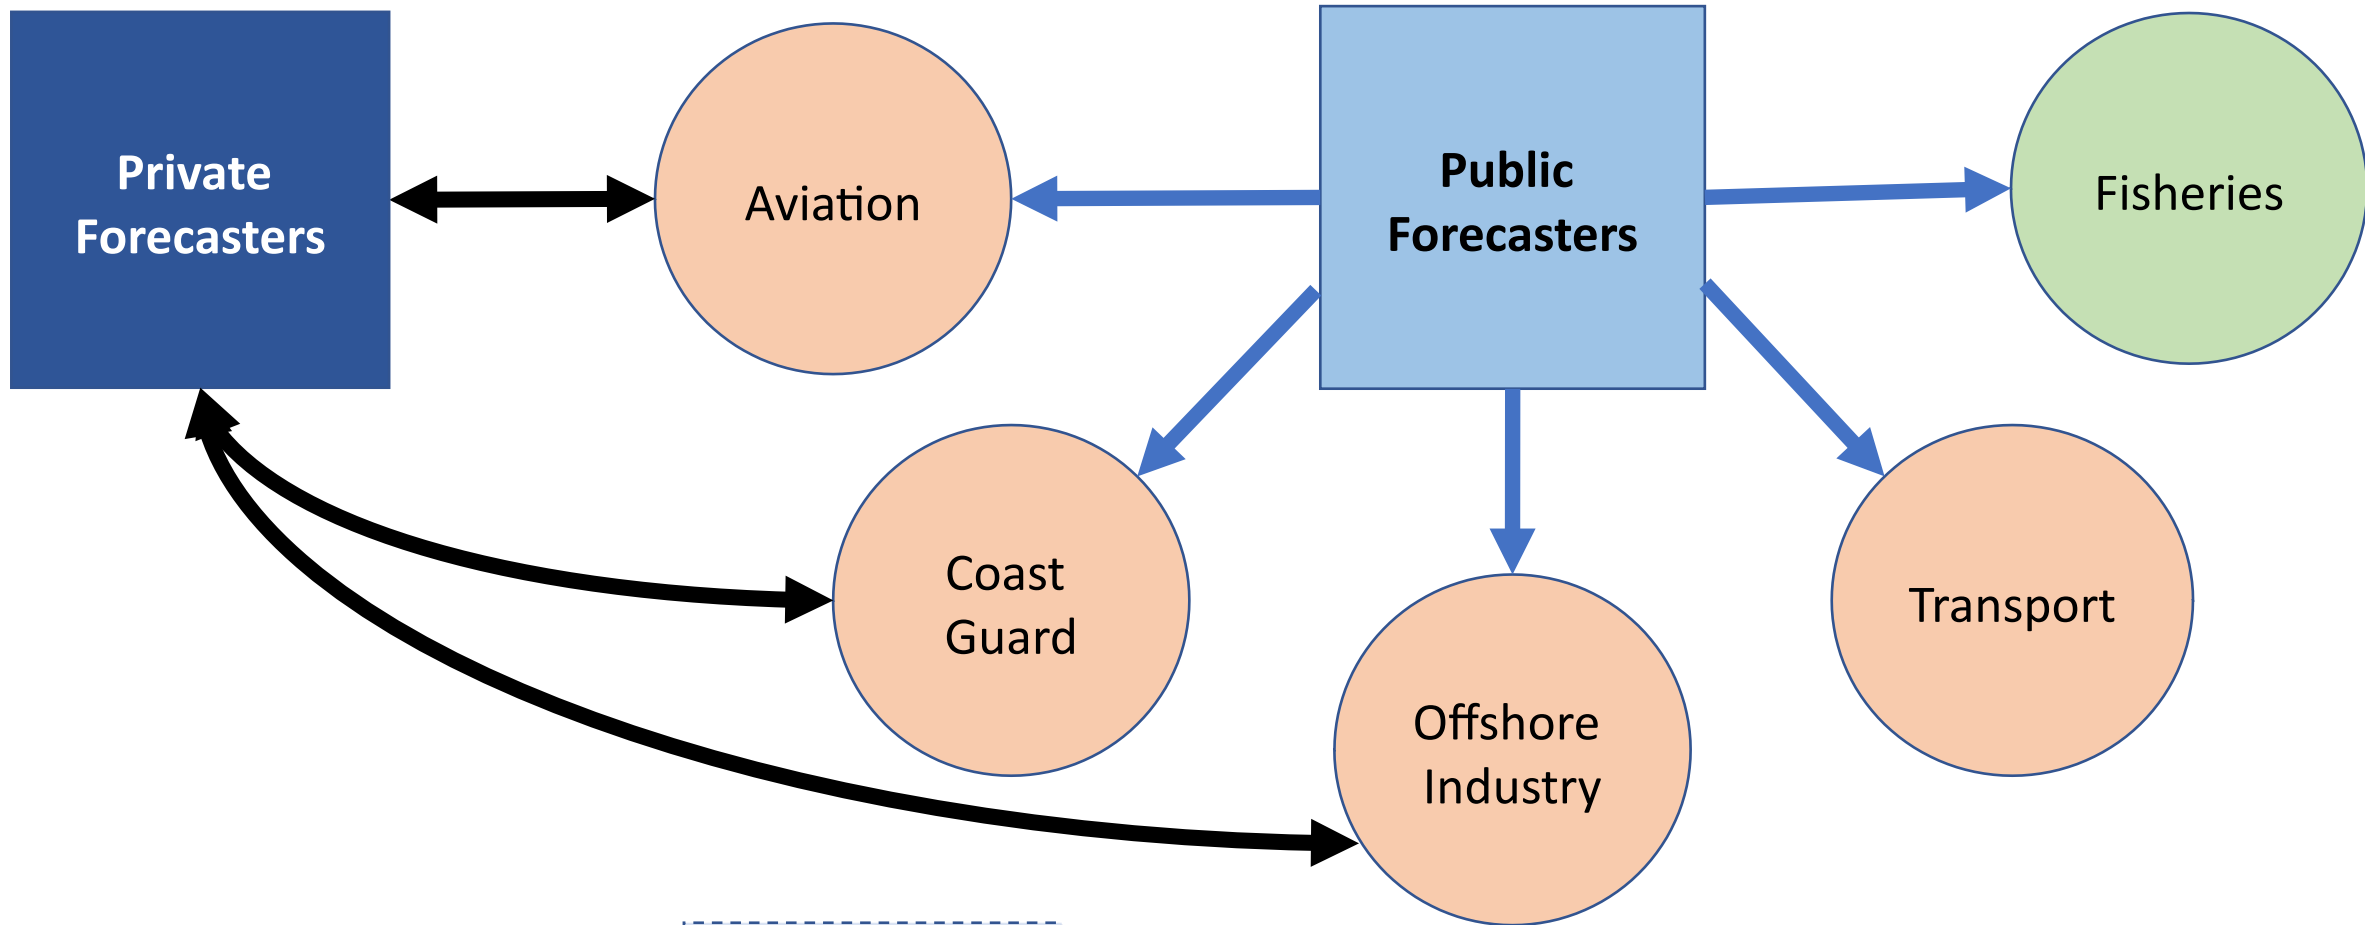 Private
Forecasters
Aviation
Public
Forecasters
Fisheries
Coast
Guard
Offshore
Industry
Transport